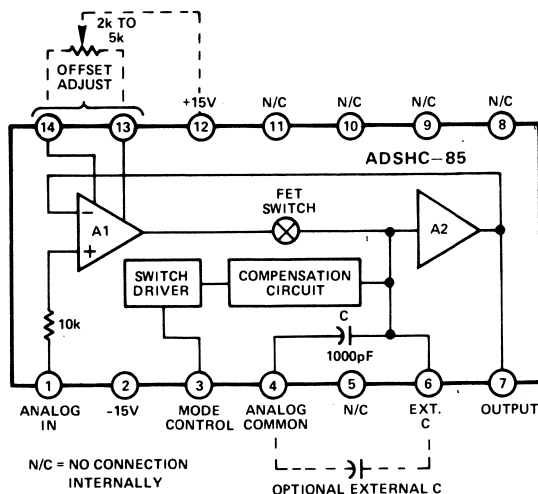 2k TO
5k
OFFSET
ADJUST
+15V
N/C
N/C
N/C
N/C
14
13
12
11
10
9
8
ADSHC–85
FET
SWITCH
–
A1
+
A2
SWITCH
DRIVER
COMPENSATION
CIRCUIT
10k
C
1000pF
1
2
3
4
5
6
7
ANALOG
IN
–15V
MODE
CONTROL
ANALOG
COMMON
N/C
EXT.
C
OUTPUT
N/C = NO CONNECTION
INTERNALLY
OPTIONAL EXTERNAL C